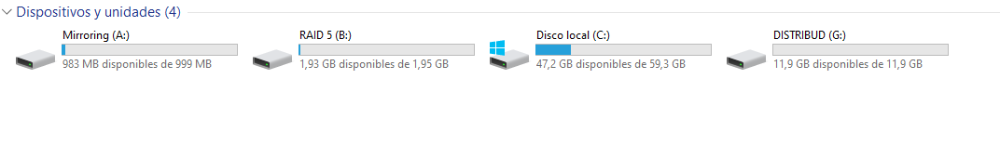 Dispositivos y unidades (4)
Mirroring (A:)
983 MB disponibles de 999 MB
RAID 5 (B:)
1,93 GB disponibles de 1,95 GB
Disco local (C:)
47,2 GB disponibles de 59,3 GB
DISTRIBUD (G:)
11,9 GB disponibles de 11,9 GB